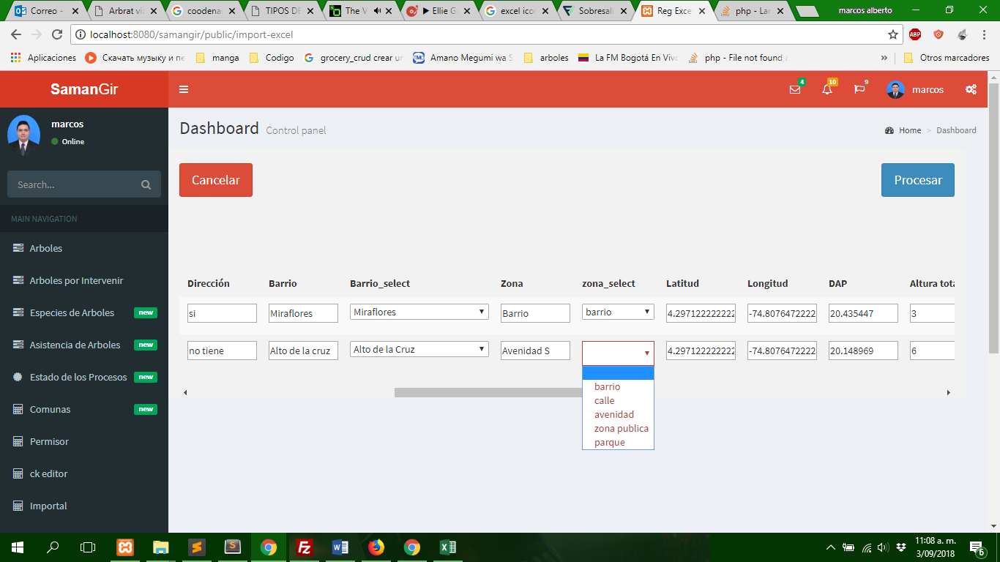 Correo -
Arbrat via
coodena
TIPOS DE
The V
Ellie G
excel ico
Sobresali
Reg Exce
php - Lar
marcos alberto
localhost:8080/samangir/public/import-excel
ABP
Aplicaciones
Скачать музыку и пе
manga
Codigo
grocery_crud crear un
Amano Megumi wa S
arboles
La FM Bogotá En Vivo
php - File not found
»
Otros marcadores
SamanGir
4
10
9
marcos
marcos
Online
Dashboard Control panel
Home > Dashboard
Search...
Cancelar
Procesar
MAIN NAVIGATION
Arboles
Arboles por Intervenir
Especies de Arboles new
Asistencia de Arboles new
Estado de los Procesos new
Comunas new
Permisor
ck editor
Importal
Dirección Barrio Barrio_select Zona zona_select Latitud Longitud DAP Altura tota
si Miraflores Miraflores Barrio barrio 4.297122222222 -74.8076472222 20.435447 3
no tiene Alto de la cruz Alto de la Cruz Avenidad S 4.297122222222 -74.8076472222 20.148969 6
barrio
calle
avenidad
zona publica
parque
11:08 a. m.
3/09/2018
6